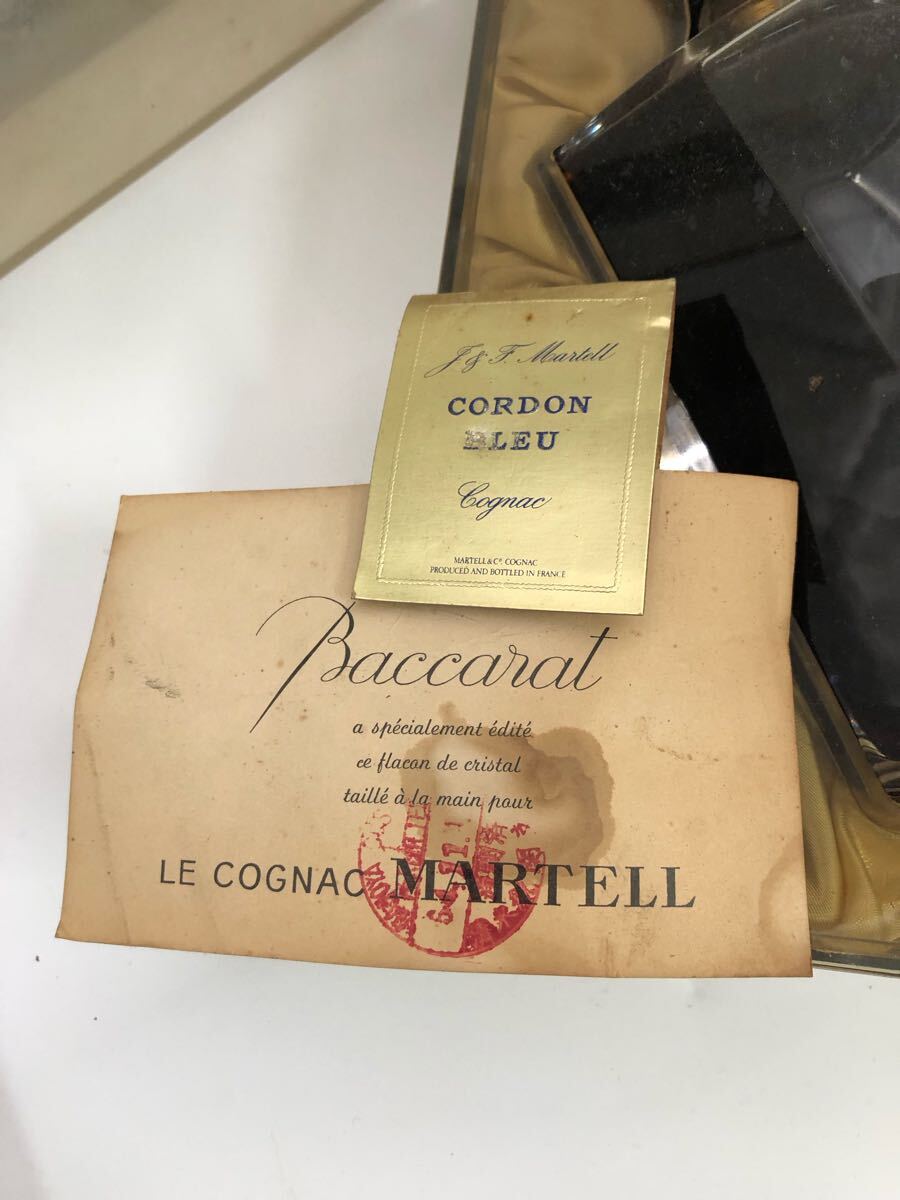 J & F. Martell
CORDON
BLEU
Cognac
MARTELL & Cº. COGNAC
PRODUCED AND BOTTLED IN FRANCE
Baccarat
a spécialement édité
ce flacon de cristal
taillé à la main pour
LE COGNAC MARTELL